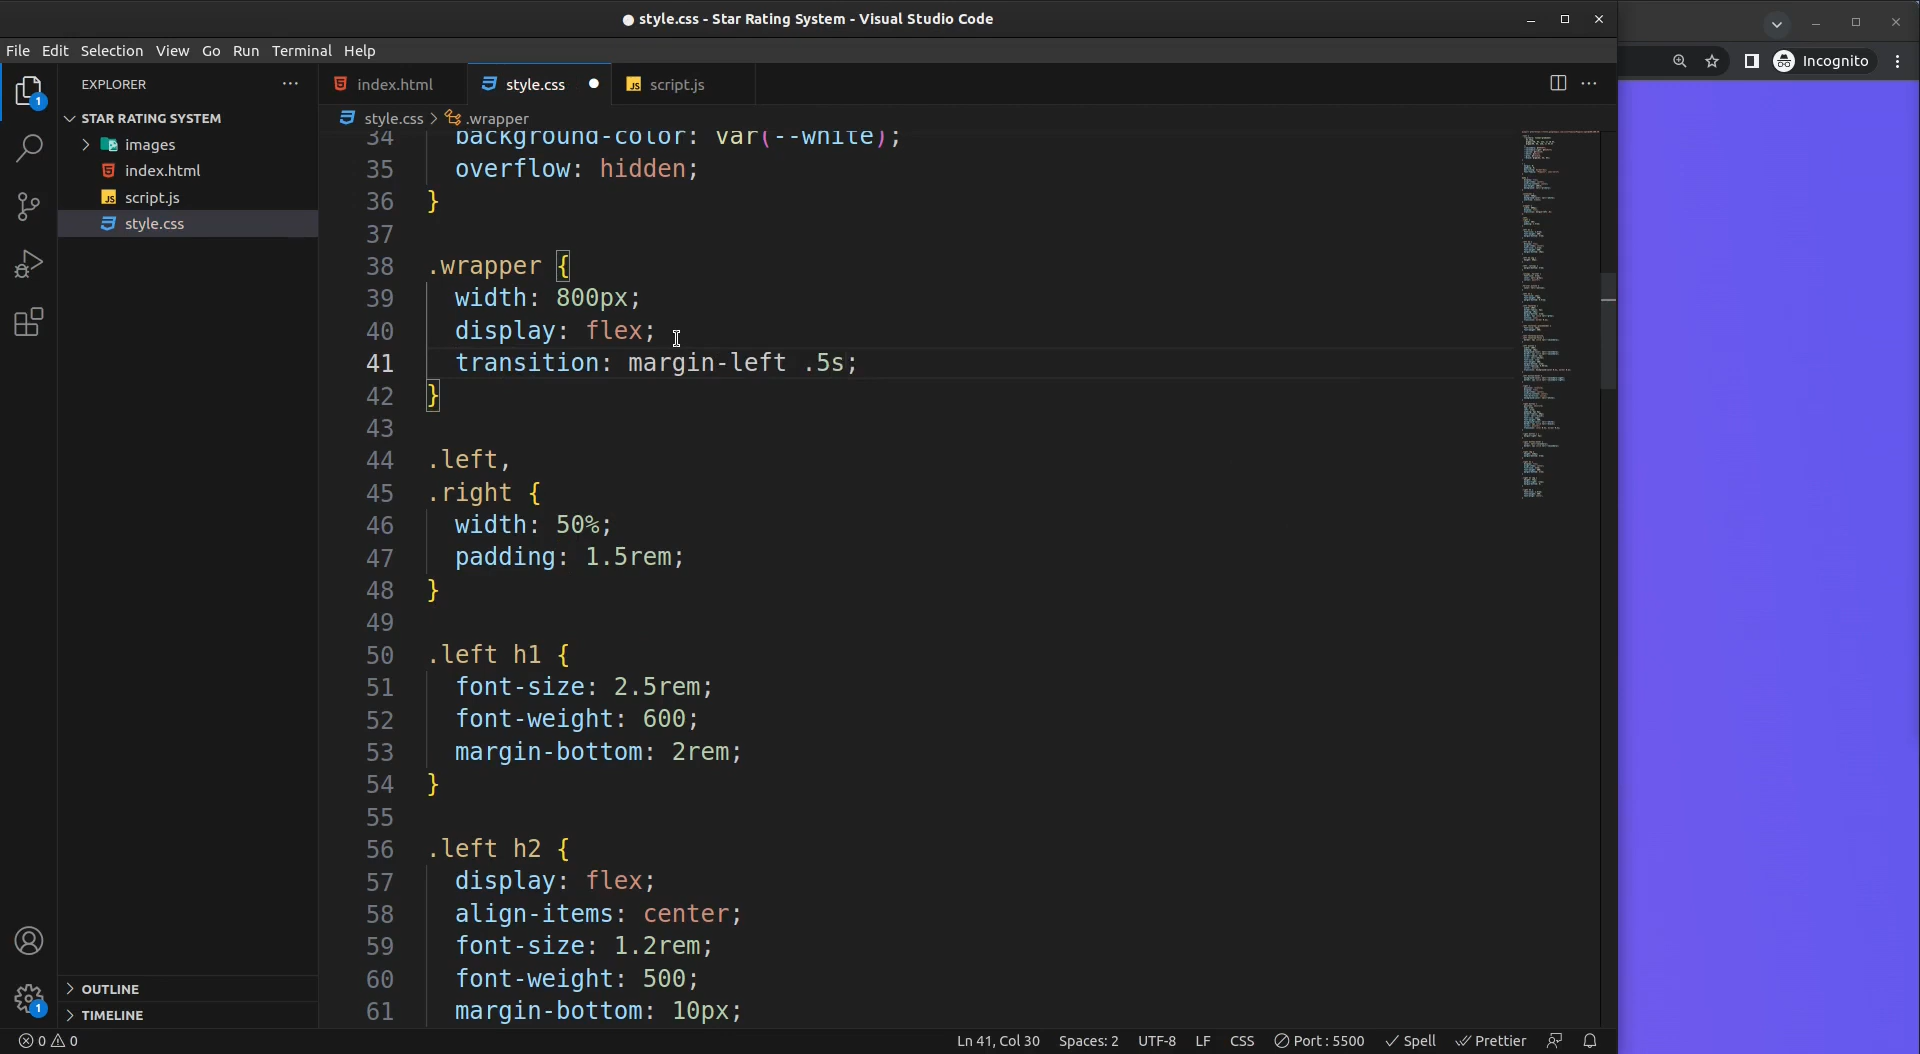 style.css - Star Rating System - Visual Studio Code
File Edit Selection View Go Run Terminal Help
Incognito
EXPLORER
index.html
style.css
script.js
STAR RATING SYSTEM
images
index.html
script.js
style.css
style.css > .wrapper
34 background-color: var(--white);
35 overflow: hidden;
36 }
37
38 .wrapper {
39 width: 800px;
40 display: flex;
41 transition: margin-left .5s;
42 }
43
44 .left,
45 .right {
46 width: 50%;
47 padding: 1.5rem;
48 }
49
50 .left h1 {
51 font-size: 2.5rem;
52 font-weight: 600;
53 margin-bottom: 2rem;
54 }
55
56 .left h2 {
57 display: flex;
58 align-items: center;
59 font-size: 1.2rem;
60 font-weight: 500;
61 margin-bottom: 10px;
1
1
OUTLINE
TIMELINE
0 0 Ln 41, Col 30 Spaces: 2 UTF-8 LF CSS Port : 5500 Spell Prettier